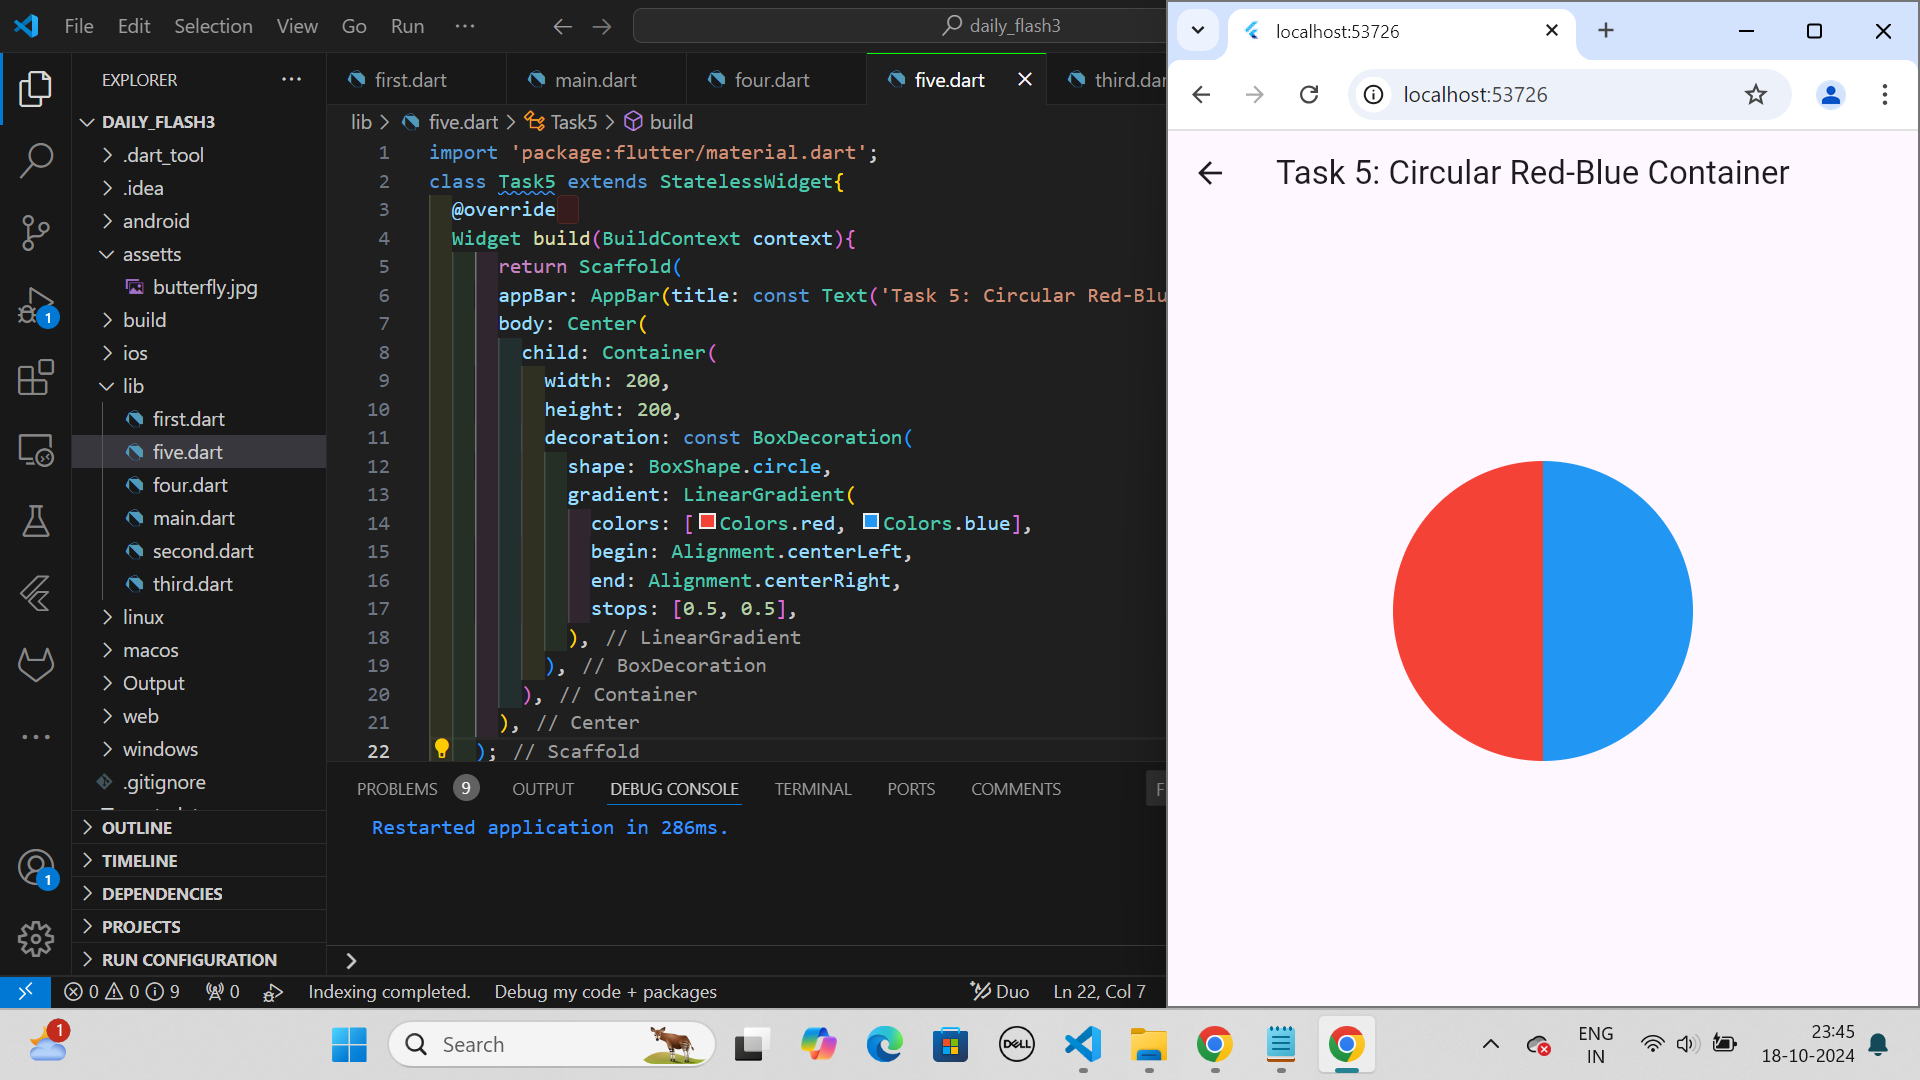 File Edit Selection View Go Run ··· daily_flash3
EXPLORER ···
DAILY_FLASH3
.dart_tool
.idea
android
assetts
butterfly.jpg
build
ios
lib
first.dart
five.dart
four.dart
main.dart
second.dart
third.dart
linux
macos
Output
web
windows
.gitignore
OUTLINE
TIMELINE
DEPENDENCIES
PROJECTS
RUN CONFIGURATION
1
1
first.dart main.dart four.dart five.dart third.da
lib > five.dart > Task5 > build
1 import 'package:flutter/material.dart';
2 class Task5 extends StatelessWidget{
3 @override
4 Widget build(BuildContext context){
5 return Scaffold(
6 appBar: AppBar(title: const Text('Task 5: Circular Red-Blu
7 body: Center(
8 child: Container(
9 width: 200,
10 height: 200,
11 decoration: const BoxDecoration(
12 shape: BoxShape.circle,
13 gradient: LinearGradient(
14 colors: [Colors.red, Colors.blue],
15 begin: Alignment.centerLeft,
16 end: Alignment.centerRight,
17 stops: [0.5, 0.5],
18 ), // LinearGradient
19 ), // BoxDecoration
20 ), // Container
21 ), // Center
22 ); // Scaffold
PROBLEMS 9 OUTPUT DEBUG CONSOLE TERMINAL PORTS COMMENTS F
Restarted application in 286ms.
>
0 0 9 0 Indexing completed. Debug my code + packages Duo Ln 22, Col 7
localhost:53726
localhost:53726
Task 5: Circular Red-Blue Container
1 Search DELL ENG
IN
23:45
18-10-2024